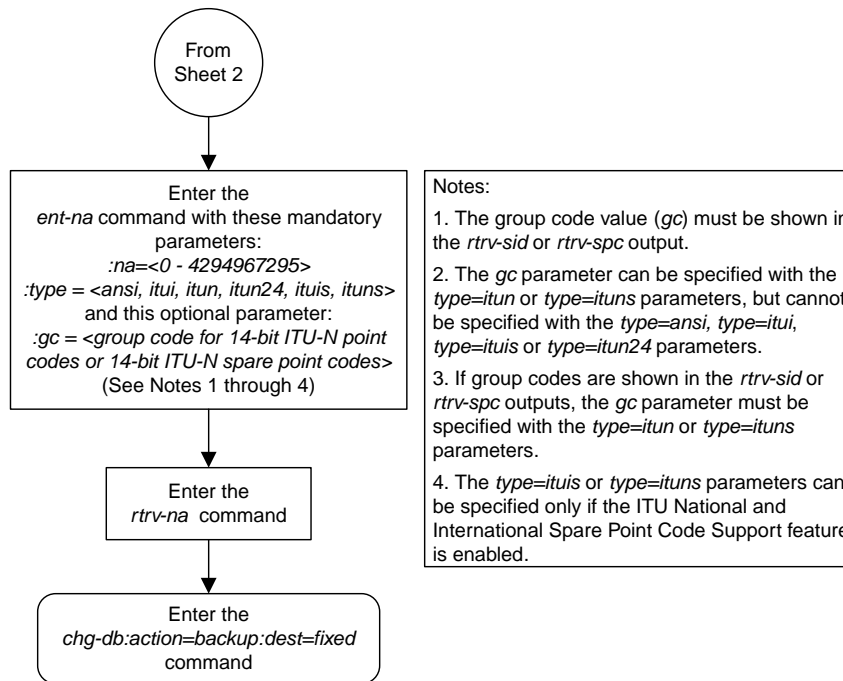 From
Sheet 2
Enter the
ent-na command with these mandatory
parameters:
:na=<0 - 4294967295>
:type = <ansi, itui, itun, itun24, ituis, ituns>
and this optional parameter:
:gc = <group code for 14-bit ITU-N point
codes or 14-bit ITU-N spare point codes>
(See Notes 1 through 4)
Enter the
rtrv-na command
Enter the
chg-db:action=backup:dest=fixed
command
Notes:
1. The group code value (gc) must be shown in
the rtrv-sid or rtrv-spc output.
2. The gc parameter can be specified with the
type=itun or type=ituns parameters, but cannot
be specified with the type=ansi, type=itui,
type=ituis or type=itun24 parameters.
3. If group codes are shown in the rtrv-sid or
rtrv-spc outputs, the gc parameter must be
specified with the type=itun or type=ituns
parameters.
4. The type=ituis or type=ituns parameters can
be specified only if the ITU National and
International Spare Point Code Support feature
is enabled.